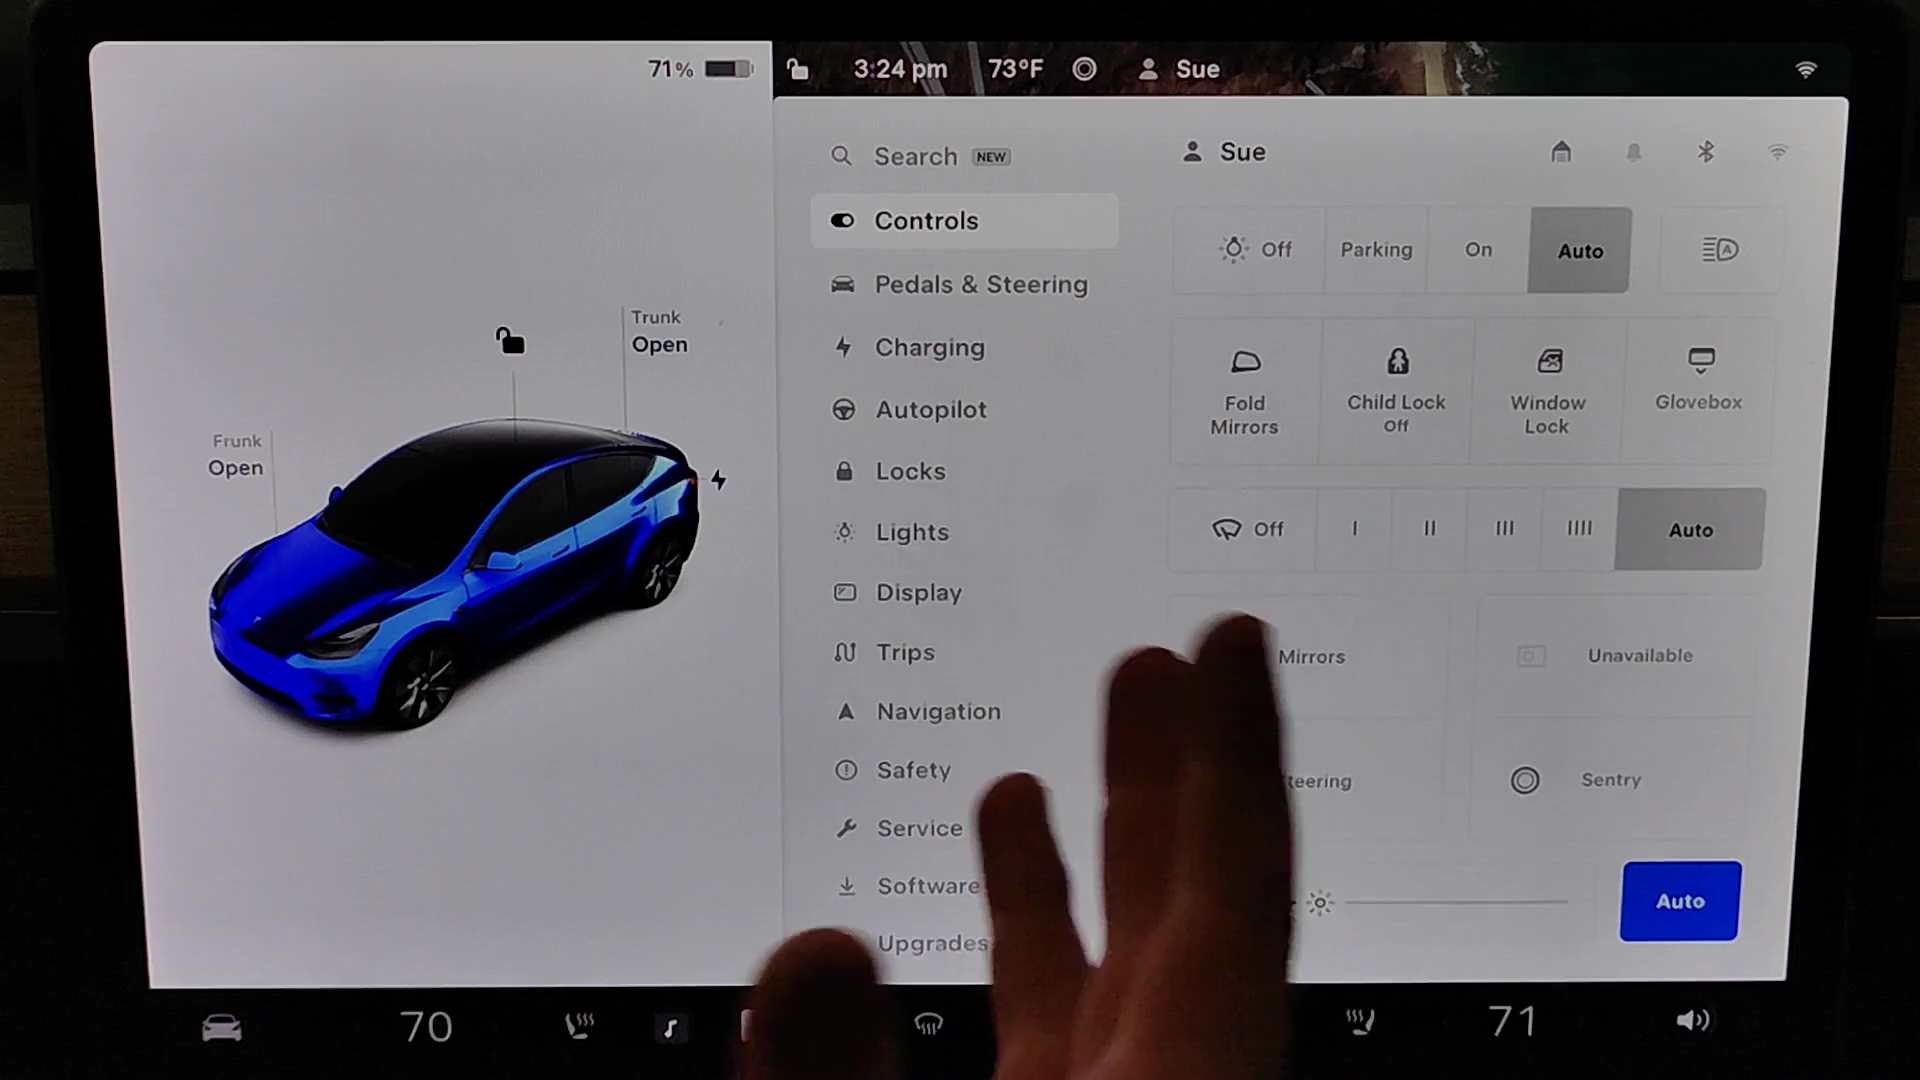 71%
3:24 pm 73°F Sue
Trunk
Open
Frunk
Open
Search NEW
Controls
Pedals & Steering
Charging
Autopilot
Locks
Lights
Display
Trips
Navigation
Safety
Service
Software
Upgrades
Sue
Off Parking On Auto
A
Fold
Mirrors
Child Lock
Off
Window
Lock
Glovebox
Off I II III IIII Auto
Mirrors
Unavailable
teering
Sentry
Auto
70
71